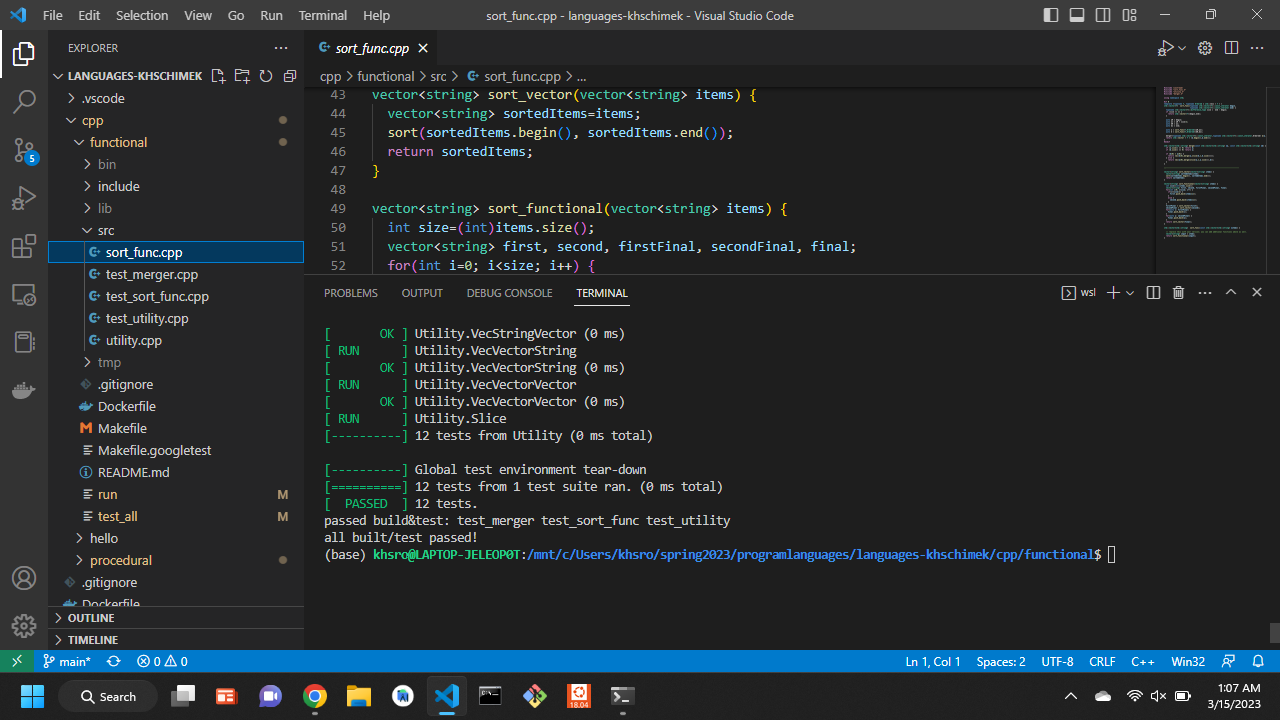 File Edit Selection View Go Run Terminal Help
sort_func.cpp - languages-khschimek - Visual Studio Code
EXPLORER
LANGUAGES-KHSCHIMEK
.vscode
cpp
functional
bin
include
lib
src
sort_func.cpp
test_merger.cpp
test_sort_func.cpp
test_utility.cpp
utility.cpp
tmp
.gitignore
Dockerfile
Makefile
Makefile.googletest
README.md
run M
test_all M
hello
procedural
.gitignore
Dockerfile
OUTLINE
TIMELINE
5
sort_func.cpp
cpp > functional > src > sort_func.cpp > ...
43 vector<string> sort_vector(vector<string> items) {
44 vector<string> sortedItems=items;
45 sort(sortedItems.begin(), sortedItems.end());
46 return sortedItems;
47 }
48
49 vector<string> sort_functional(vector<string> items) {
50 int size=(int)items.size();
51 vector<string> first, second, firstFinal, secondFinal, final;
52 for(int i=0; i<size; i++) {
PROBLEMS OUTPUT DEBUG CONSOLE TERMINAL
wsl
[       OK ] Utility.VecStringVector (0 ms)
[ RUN      ] Utility.VecVectorString
[       OK ] Utility.VecVectorString (0 ms)
[ RUN      ] Utility.VecVectorVector
[       OK ] Utility.VecVectorVector (0 ms)
[ RUN      ] Utility.Slice
[----------] 12 tests from Utility (0 ms total)
[----------] Global test environment tear-down
[==========] 12 tests from 1 test suite ran. (0 ms total)
[  PASSED  ] 12 tests.
passed build&test: test_merger test_sort_func test_utility
all built/test passed!
(base) khsro@LAPTOP-JELEOP0T:/mnt/c/Users/khsro/spring2023/programlanguages/languages-khschimek/cpp/functional$
main* 0 0 Ln 1, Col 1 Spaces: 2 UTF-8 CRLF C++ Win32
Search
18.04
1:07 AM
3/15/2023